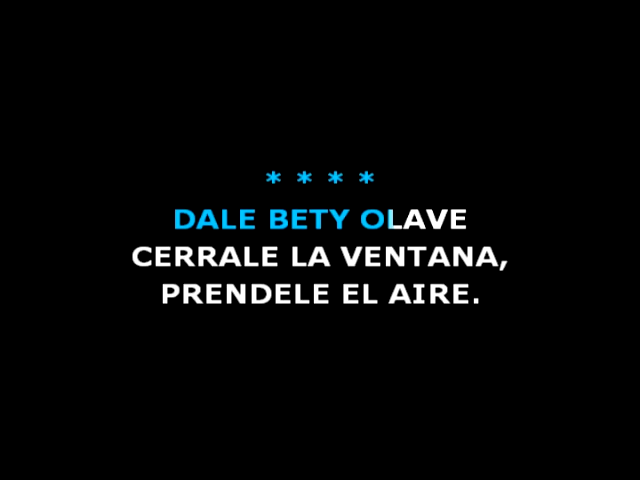 * * * *
DALE BETY OLAVE
CERRALE LA VENTANA,
PRENDELE EL AIRE.